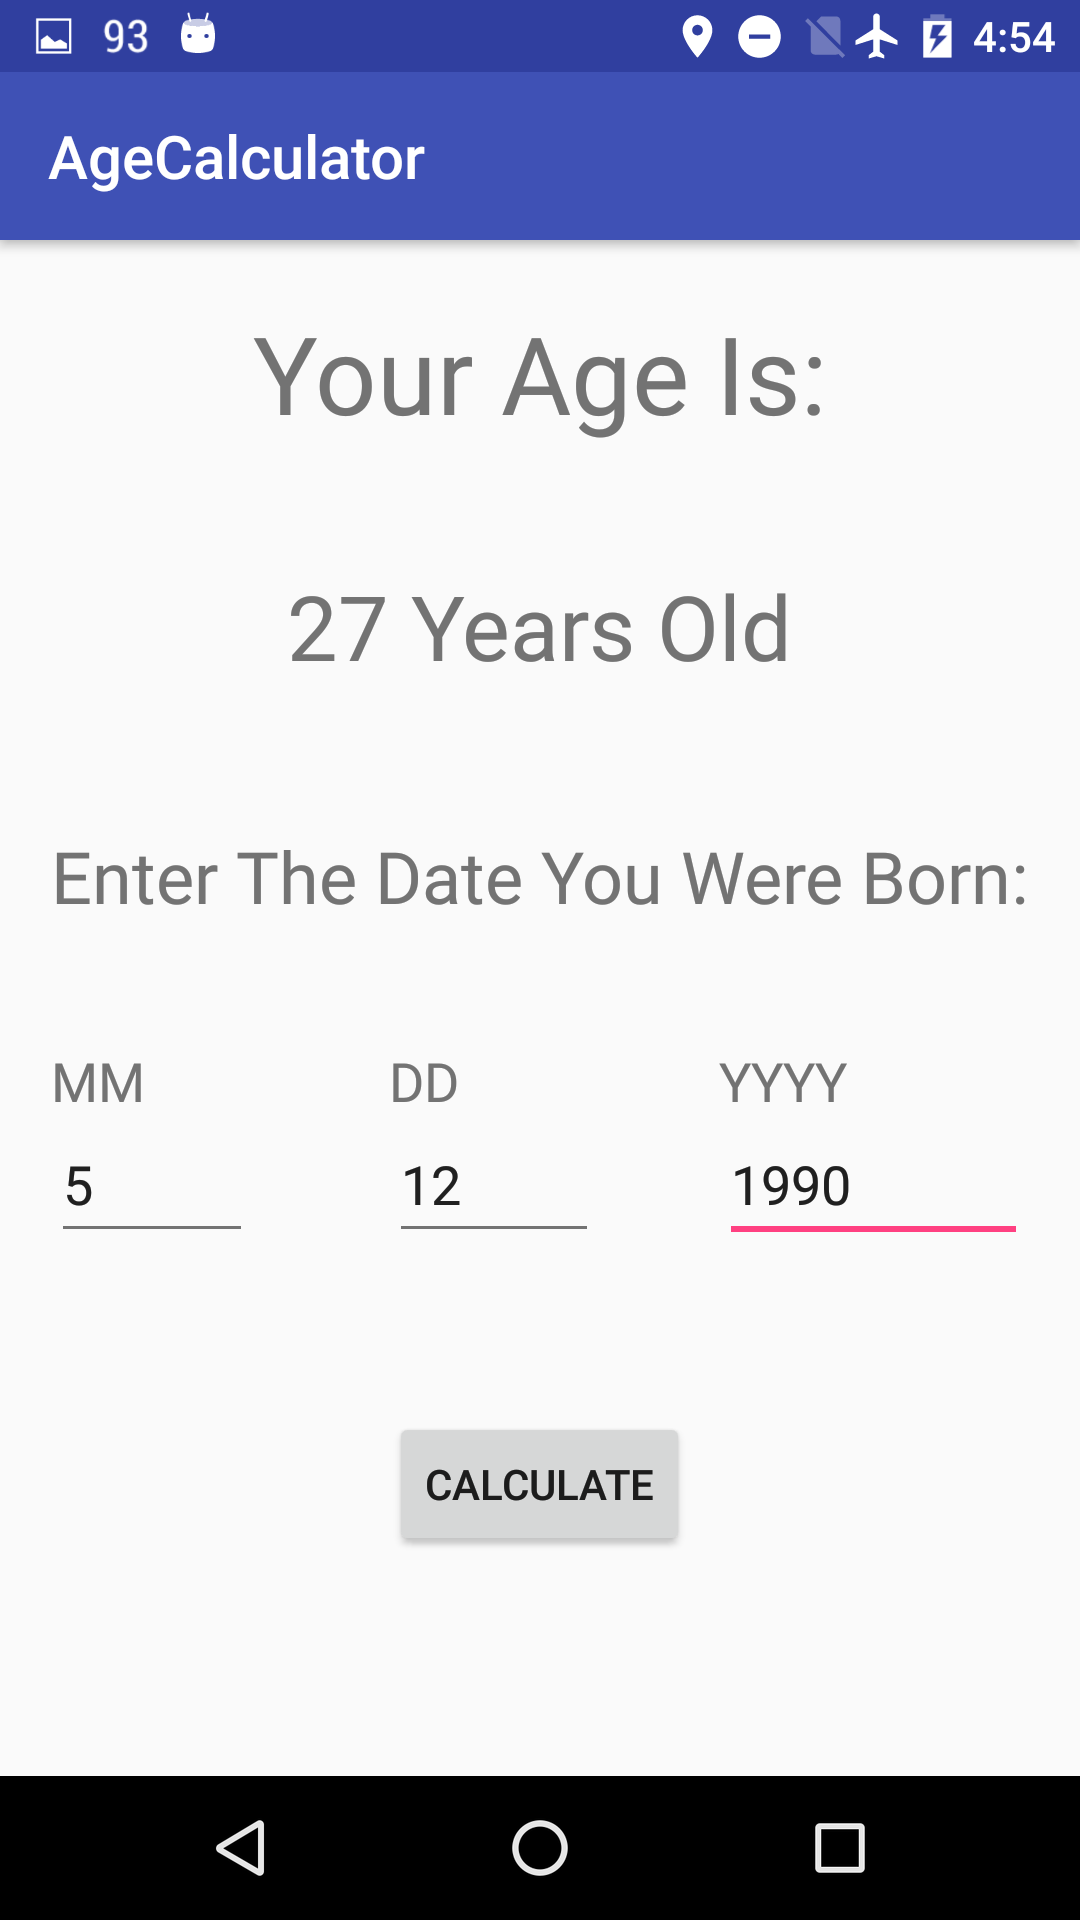 93 4:54
AgeCalculator
Your Age Is:
27 Years Old
Enter The Date You Were Born:
MM DD YYYY
5 12 1990
CALCULATE